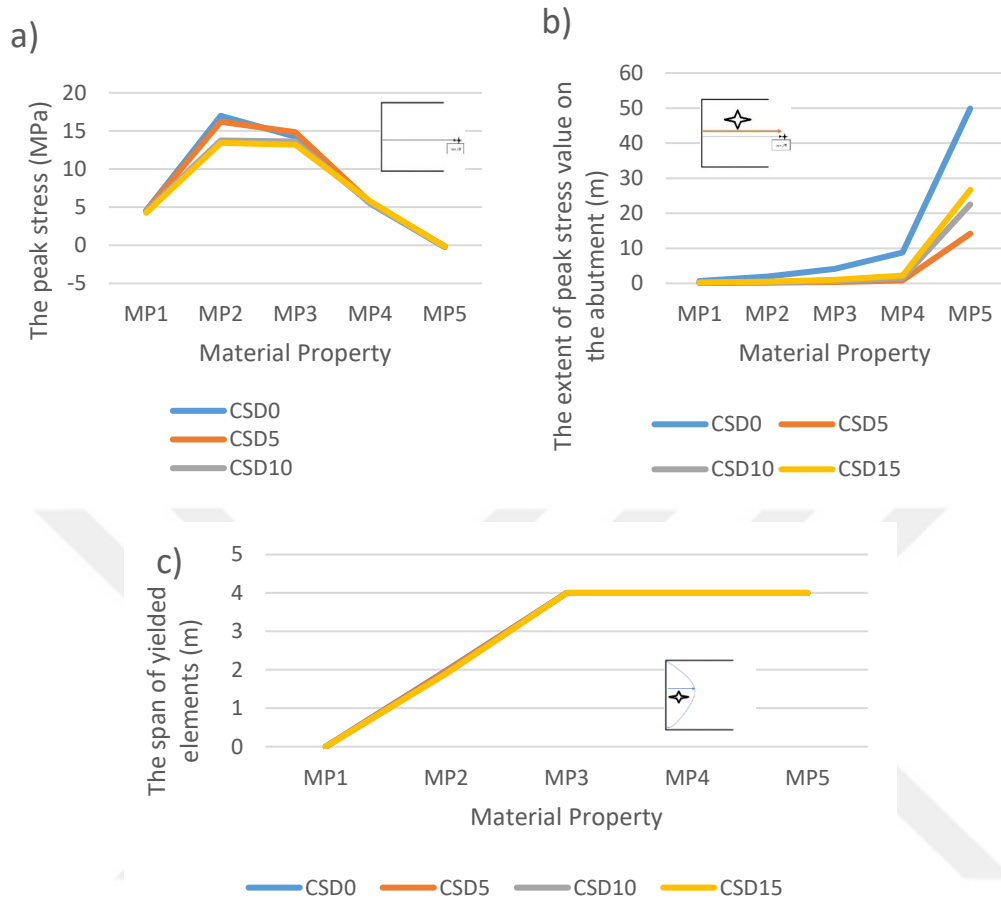 a)
The peak stress (MPa)
20
15
10
5
0
-5
MP1 MP2 MP3 MP4 MP5
Material Property
CSD0
CSD5
CSD10
b)
The extent of peak stress value on
the abutment (m)
60
50
40
30
20
10
0
MP1 MP2 MP3 MP4 MP5
Material Property
CSD0 CSD5
CSD10 CSD15
c)
The span of yielded
elements (m)
5
4
3
2
1
0
MP1 MP2 MP3 MP4 MP5
Material Property
CSD0 CSD5 CSD10 CSD15